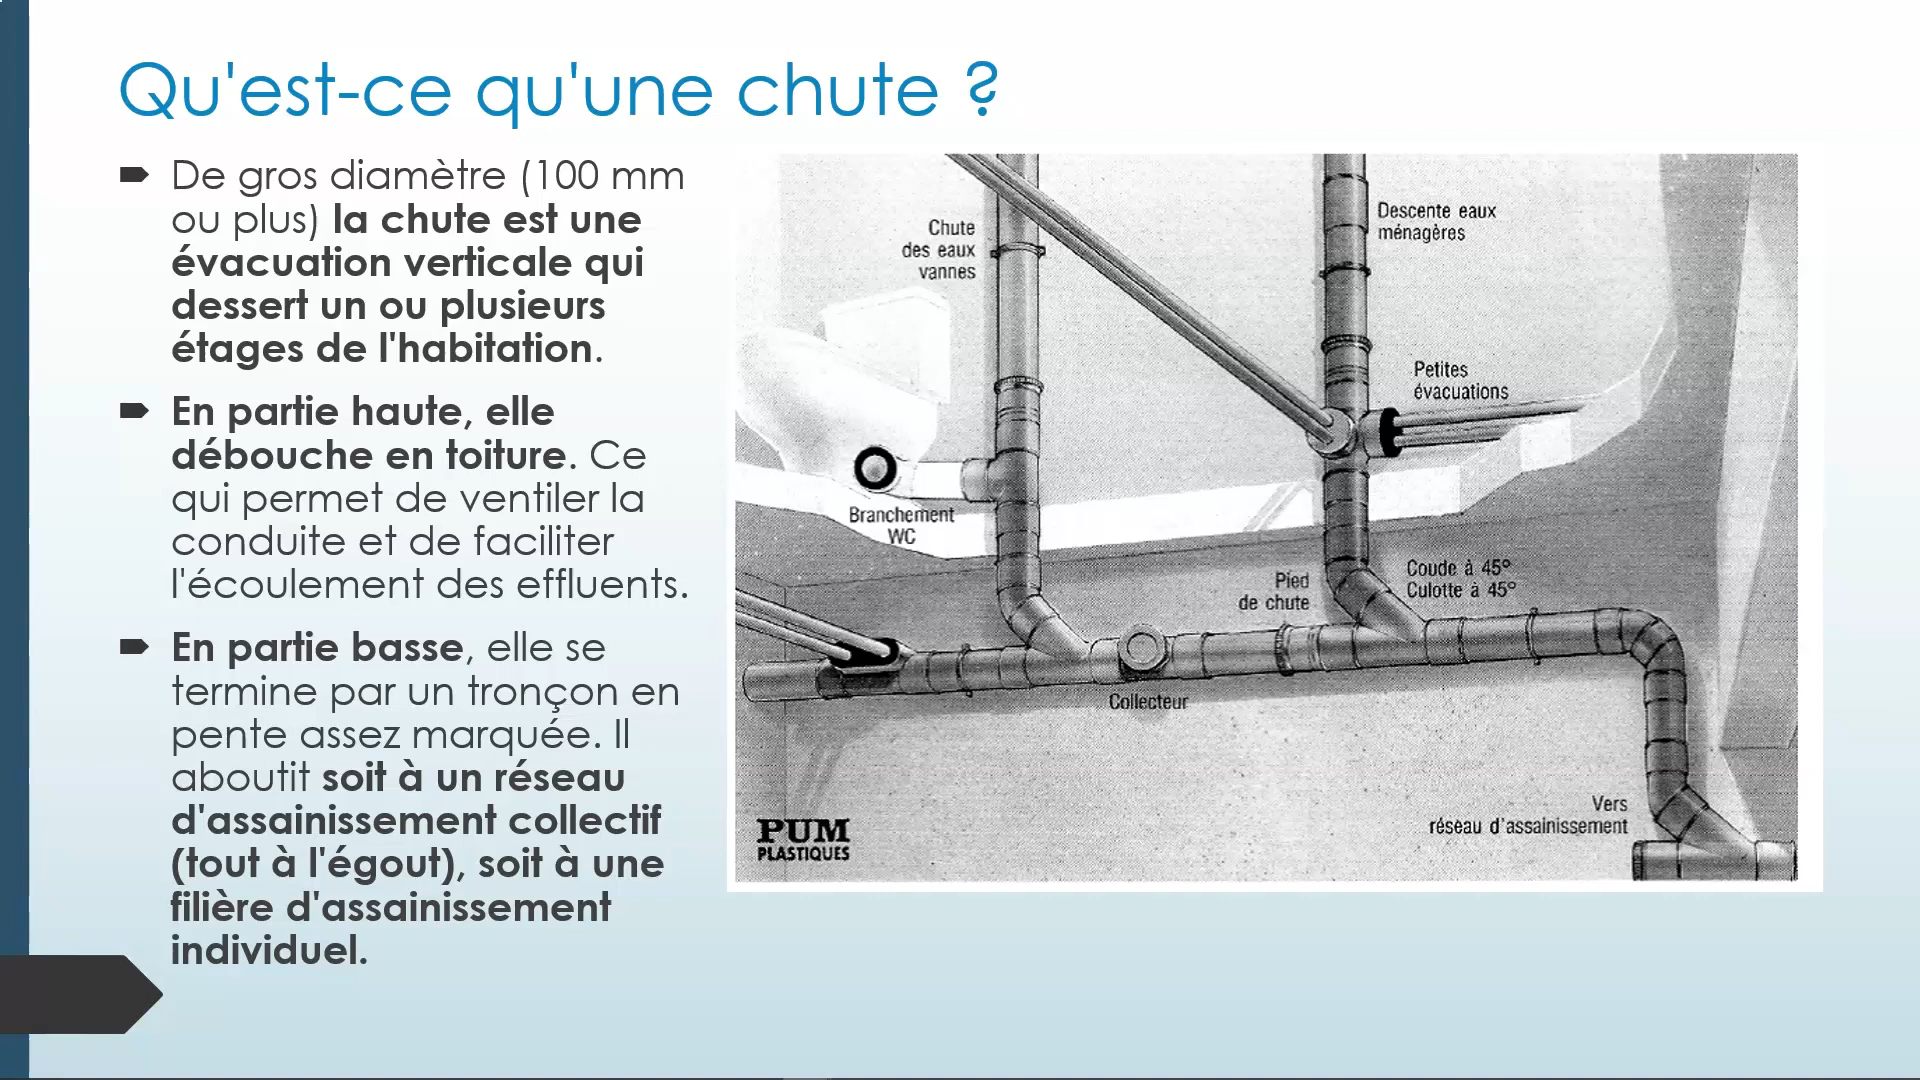 Qu'est-ce qu'une chute ?
De gros diamètre (100 mm
ou plus) la chute est une
évacuation verticale qui
dessert un ou plusieurs
étages de l'habitation.
En partie haute, elle
débouche en toiture. Ce
qui permet de ventiler la
conduite et de faciliter
l'écoulement des effluents.
En partie basse, elle se
termine par un tronçon en
pente assez marquée. Il
aboutit soit à un réseau
d'assainissement collectif
(tout à l'égout), soit à une
filière d'assainissement
individuel.
Chute
des eaux
vannes
Descente eaux
ménagères
Petites
évacuations
Branchement
WC
Pied
de chute
Coude à 45°
Culotte à 45°
Collecteur
Vers
réseau d'assainissement
PUM
PLASTIQUES